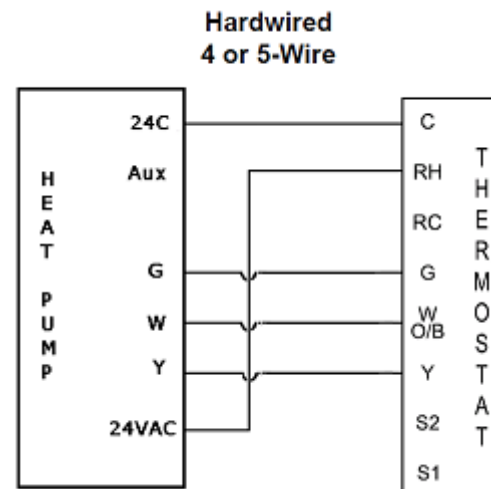 Hardwired
4 or 5-Wire
HEAT PUMP
24C
Aux
G
W
Y
24VAC
C
RH
RC
G
W
O/B
Y
S2
S1
THERMOSTAT